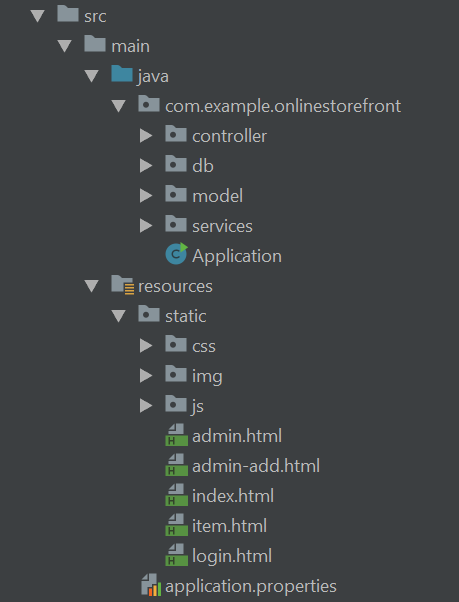 src
main
java
com.example.onlinestorefront
controller
db
model
services
C Application
resources
static
css
img
js
H admin.html
H admin-add.html
H index.html
H item.html
H login.html
application.properties